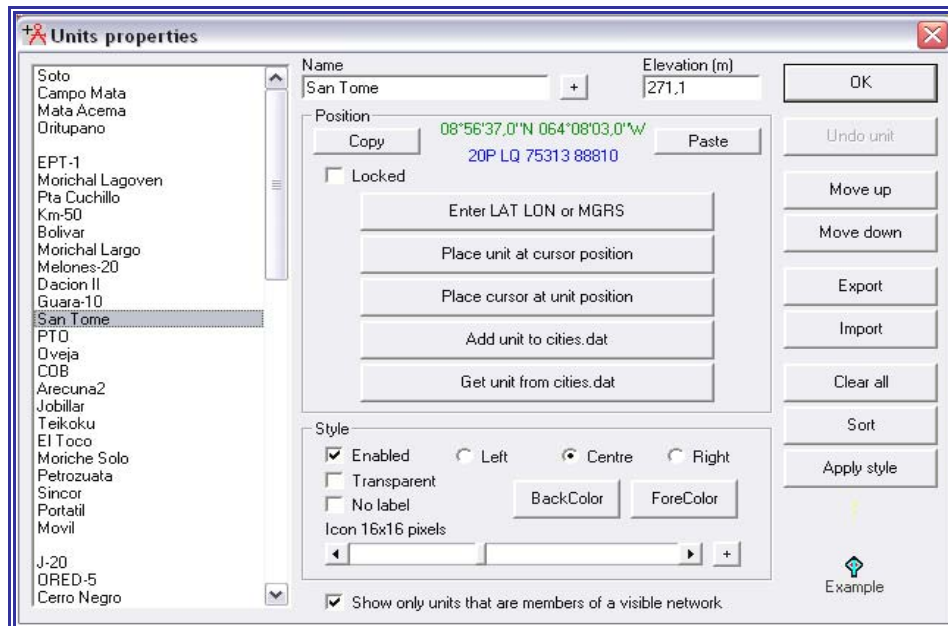 Units properties
Soto
Campo Mata
Mata Acema
Oritupano
EPT-1
Morichal Lagoven
Pta Cuchillo
Km-50
Bolivar
Morichal Largo
Melones-20
Dacion II
Guara-10
San Tome
PTO
Oveja
COB
Arecuna2
Jobillar
Teikoku
El Toco
Moriche Solo
Petrozuata
Sincor
Portatil
Movil
J-20
ORED-5
Cerro Negro
Name
San Tome
+
Elevation (m)
271,1
Position
Copy
08°56'37,0"N 064°08'03,0"W
20P LQ 75313 88810
Paste
Locked
Enter LAT LON or MGRS
Place unit at cursor position
Place cursor at unit position
Add unit to cities.dat
Get unit from cities.dat
Style
Enabled
Left
Centre
Right
Transparent
No label
BackColor
ForeColor
Icon 16x16 pixels
+
Show only units that are members of a visible network
OK
Undo unit
Move up
Move down
Export
Import
Clear all
Sort
Apply style
Example